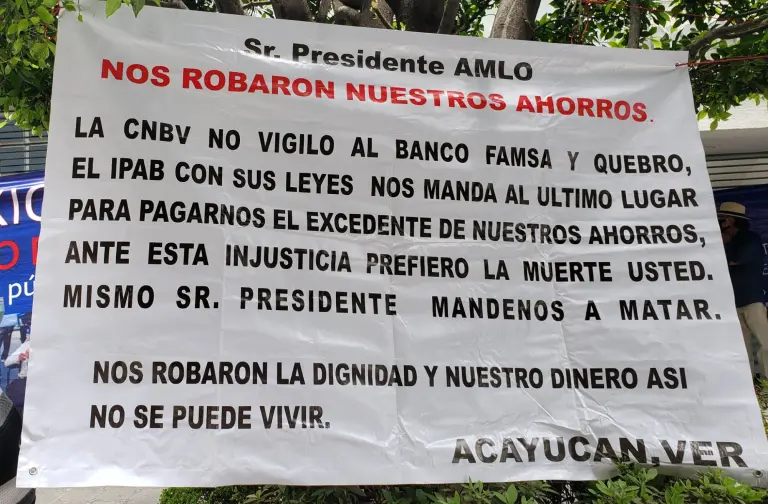 Sr. Presidente AMLO
NOS ROBARON NUESTROS AHORROS.
LA CNBV NO VIGILO AL BANCO FAMSA Y QUEBRO,
EL IPAB CON SUS LEYES NOS MANDA AL ULTIMO LUGAR
PARA PAGARNOS EL EXCEDENTE DE NUESTROS AHORROS,
ANTE ESTA INJUSTICIA PREFIERO LA MUERTE USTED.
MISMO SR. PRESIDENTE MANDENOS A MATAR.
NOS ROBARON LA DIGNIDAD Y NUESTRO DINERO ASI
NO SE PUEDE VIVIR.
ACAYUCAN.VER